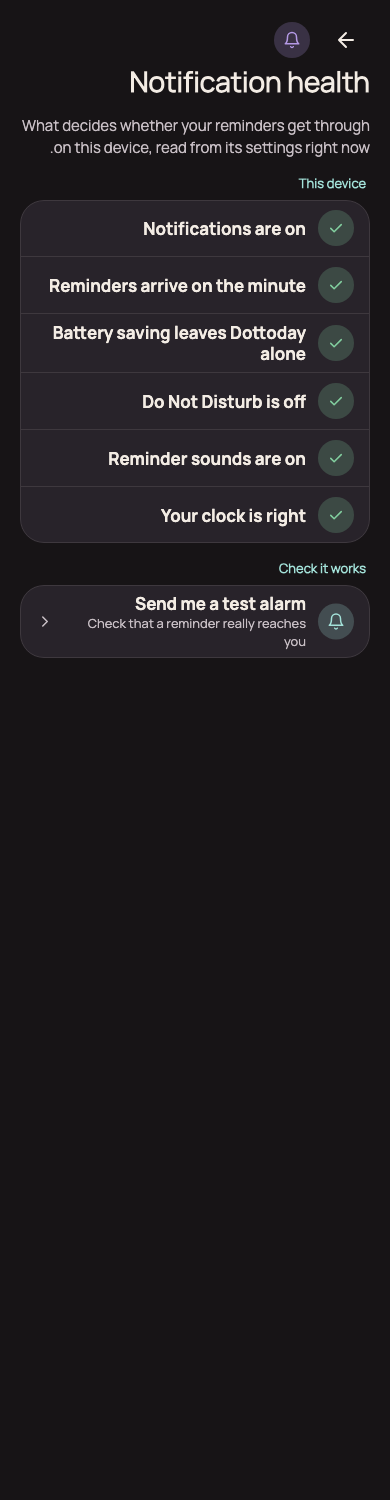 Notification health
What decides whether your reminders get through
.on this device, read from its settings right now
This device
Notifications are on
Reminders arrive on the minute
Battery saving leaves Dottoday
alone
Do Not Disturb is off
Reminder sounds are on
Your clock is right
Check it works
Send me a test alarm
Check that a reminder really reaches
you